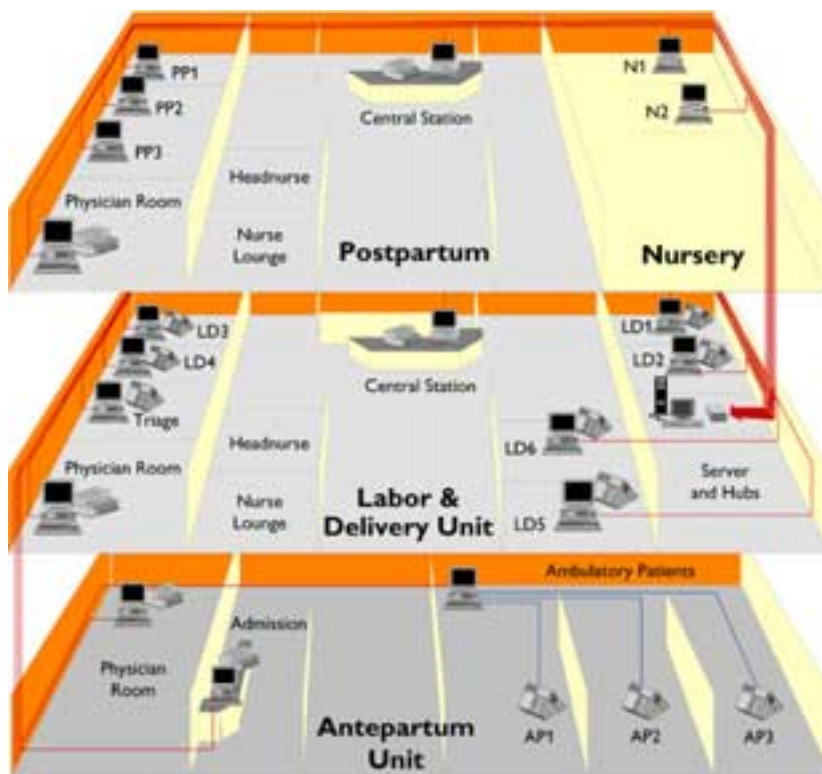 PP1
N1
PP2
N2
Central Station
PP3
Headnurse
Physician Room
Nurse
Lounge
Postpartum
Nursery
LD3
LD1
LD4
LD2
Central Station
Triage
Headnurse
LD6
Physician Room
Server
and Hubs
Nurse
Lounge
Labor &
Delivery Unit
LD5
Ambulatory Patients
Admission
Physician
Room
Antepartum
Unit
AP1
AP2
AP3